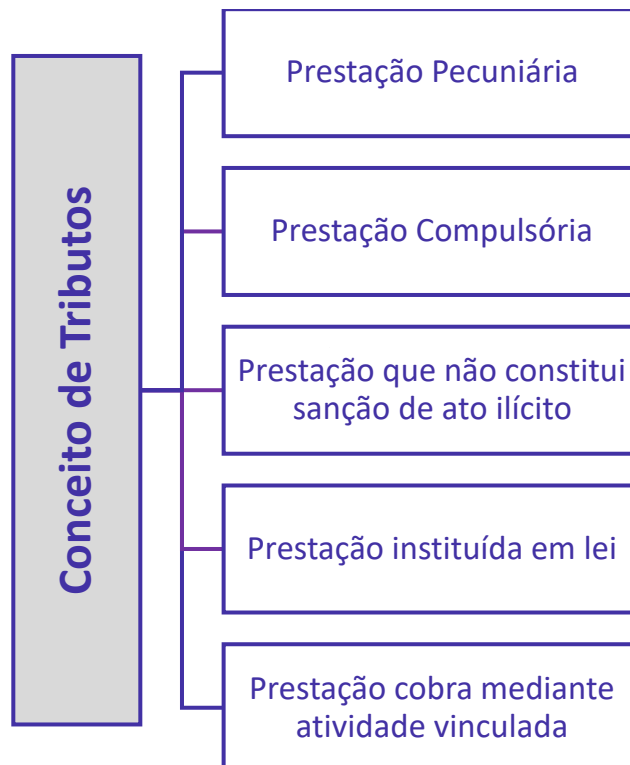 Conceito de Tributos
Prestação Pecuniária
Prestação Compulsória
Prestação que não constitui
sanção de ato ilícito
Prestação instituída em lei
Prestação cobra mediante
atividade vinculada